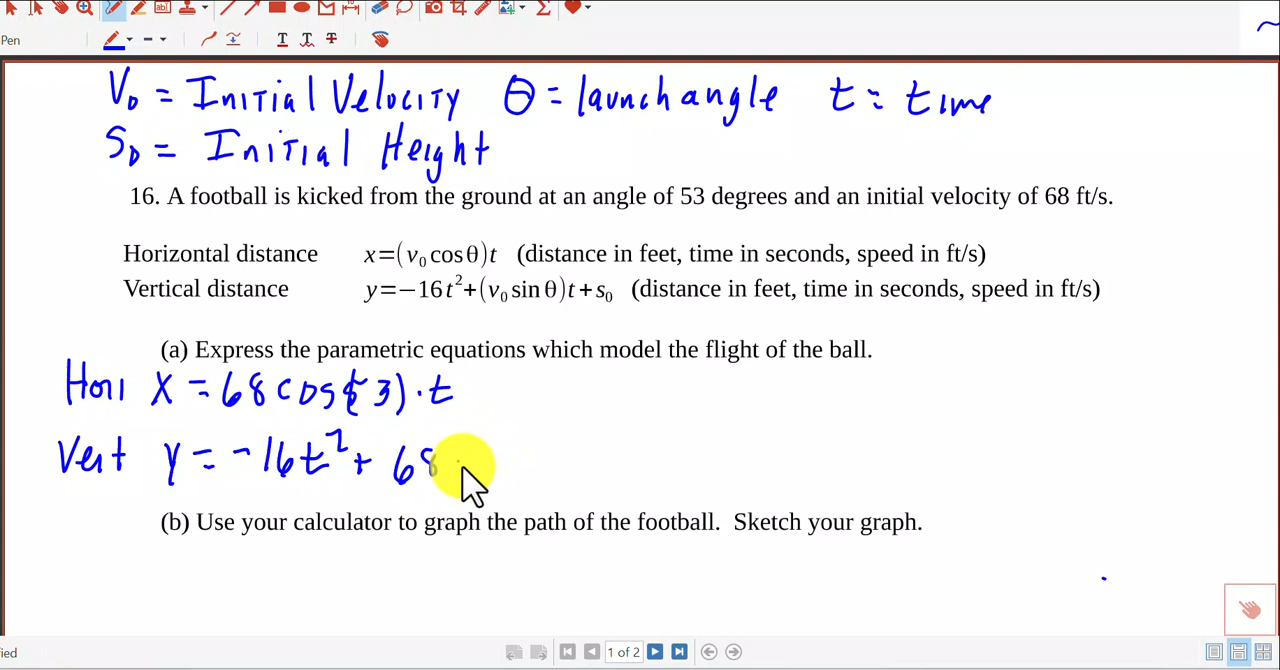 Pen
V0 = Initial Velocity θ = launch angle t = time
S0 = Initial Height
16. A football is kicked from the ground at an angle of 53 degrees and an initial velocity of 68 ft/s.
Horizontal distance x=(v₀ cosθ)t (distance in feet, time in seconds, speed in ft/s)
Vertical distance y=−16t²+(v₀ sinθ)t+s₀ (distance in feet, time in seconds, speed in ft/s)
(a) Express the parametric equations which model the flight of the ball.
Hori x = 68 cos(53)·t
Vert y = -16t² + 68
(b) Use your calculator to graph the path of the football. Sketch your graph.
ied 1 of 2